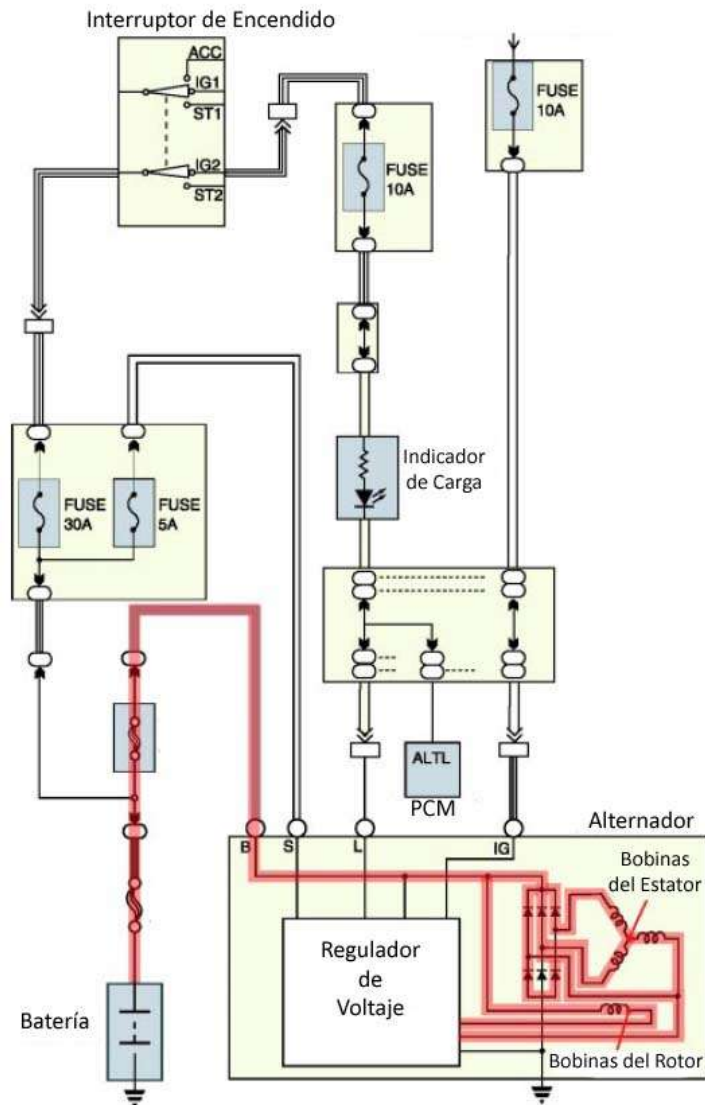 Interruptor de Encendido
ACC
IG1
ST1
IG2
ST2
FUSE
10A
FUSE
10A
FUSE
30A
FUSE
5A
Indicador
de Carga
ALTL
PCM
Alternador
B
S
L
IG
Bobinas
del Estator
Regulador
de
Voltaje
Batería
Bobinas del Rotor